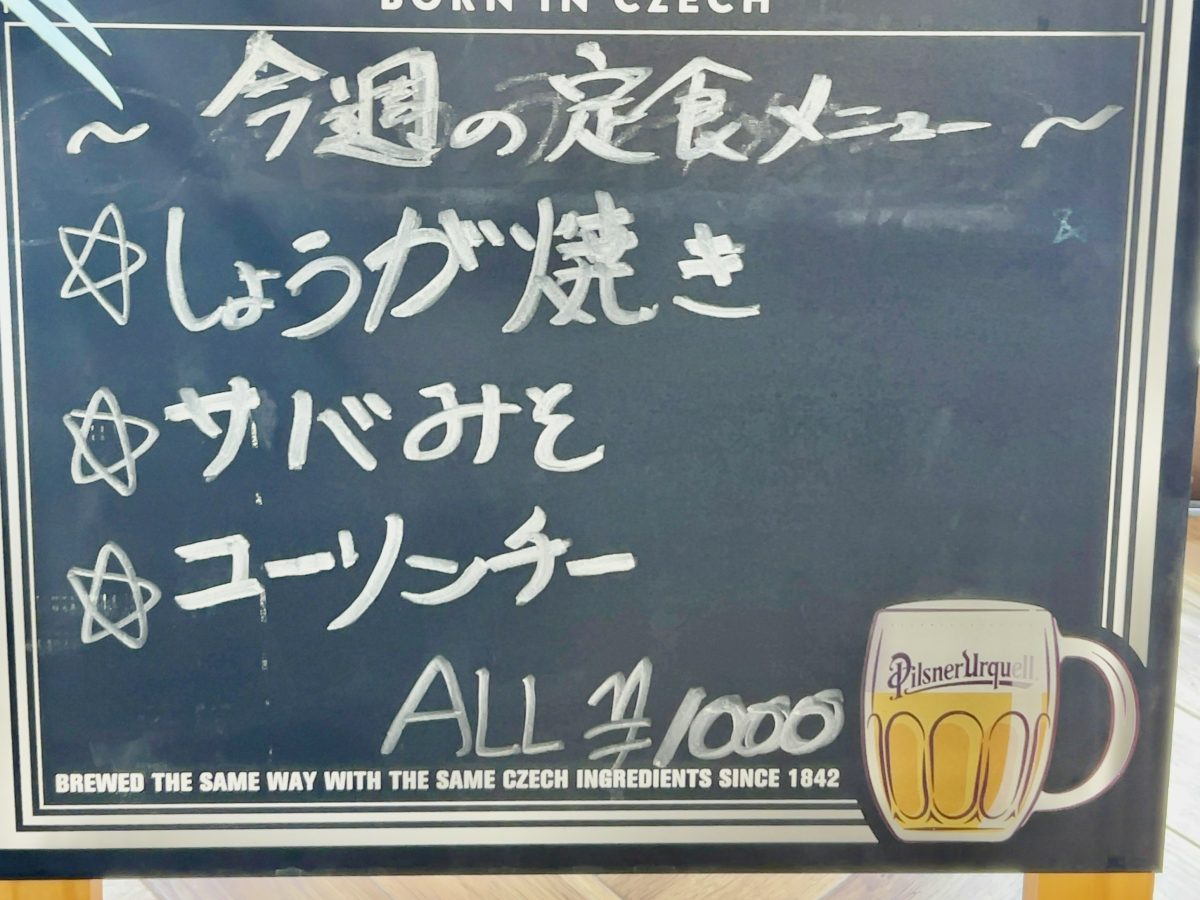 BORN IN CZECH
～ 今週の定食メニュー ～
☆ しょうが焼き
☆ サバみそ
☆ コーソンチー
ALL ¥1000
Pilsner Urquell
BREWED THE SAME WAY WITH THE SAME CZECH INGREDIENTS SINCE 1842